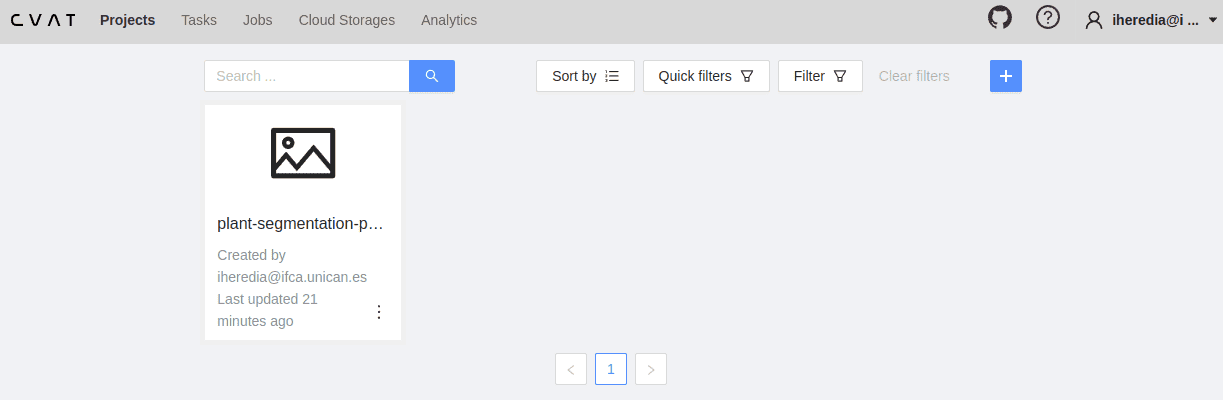 CVAT Projects Tasks Jobs Cloud Storages Analytics iheredia@i ...
Search ... Sort by Quick filters Filter Clear filters
plant-segmentation-p...
Created by
iheredia@ifca.unican.es
Last updated 21
minutes ago
1